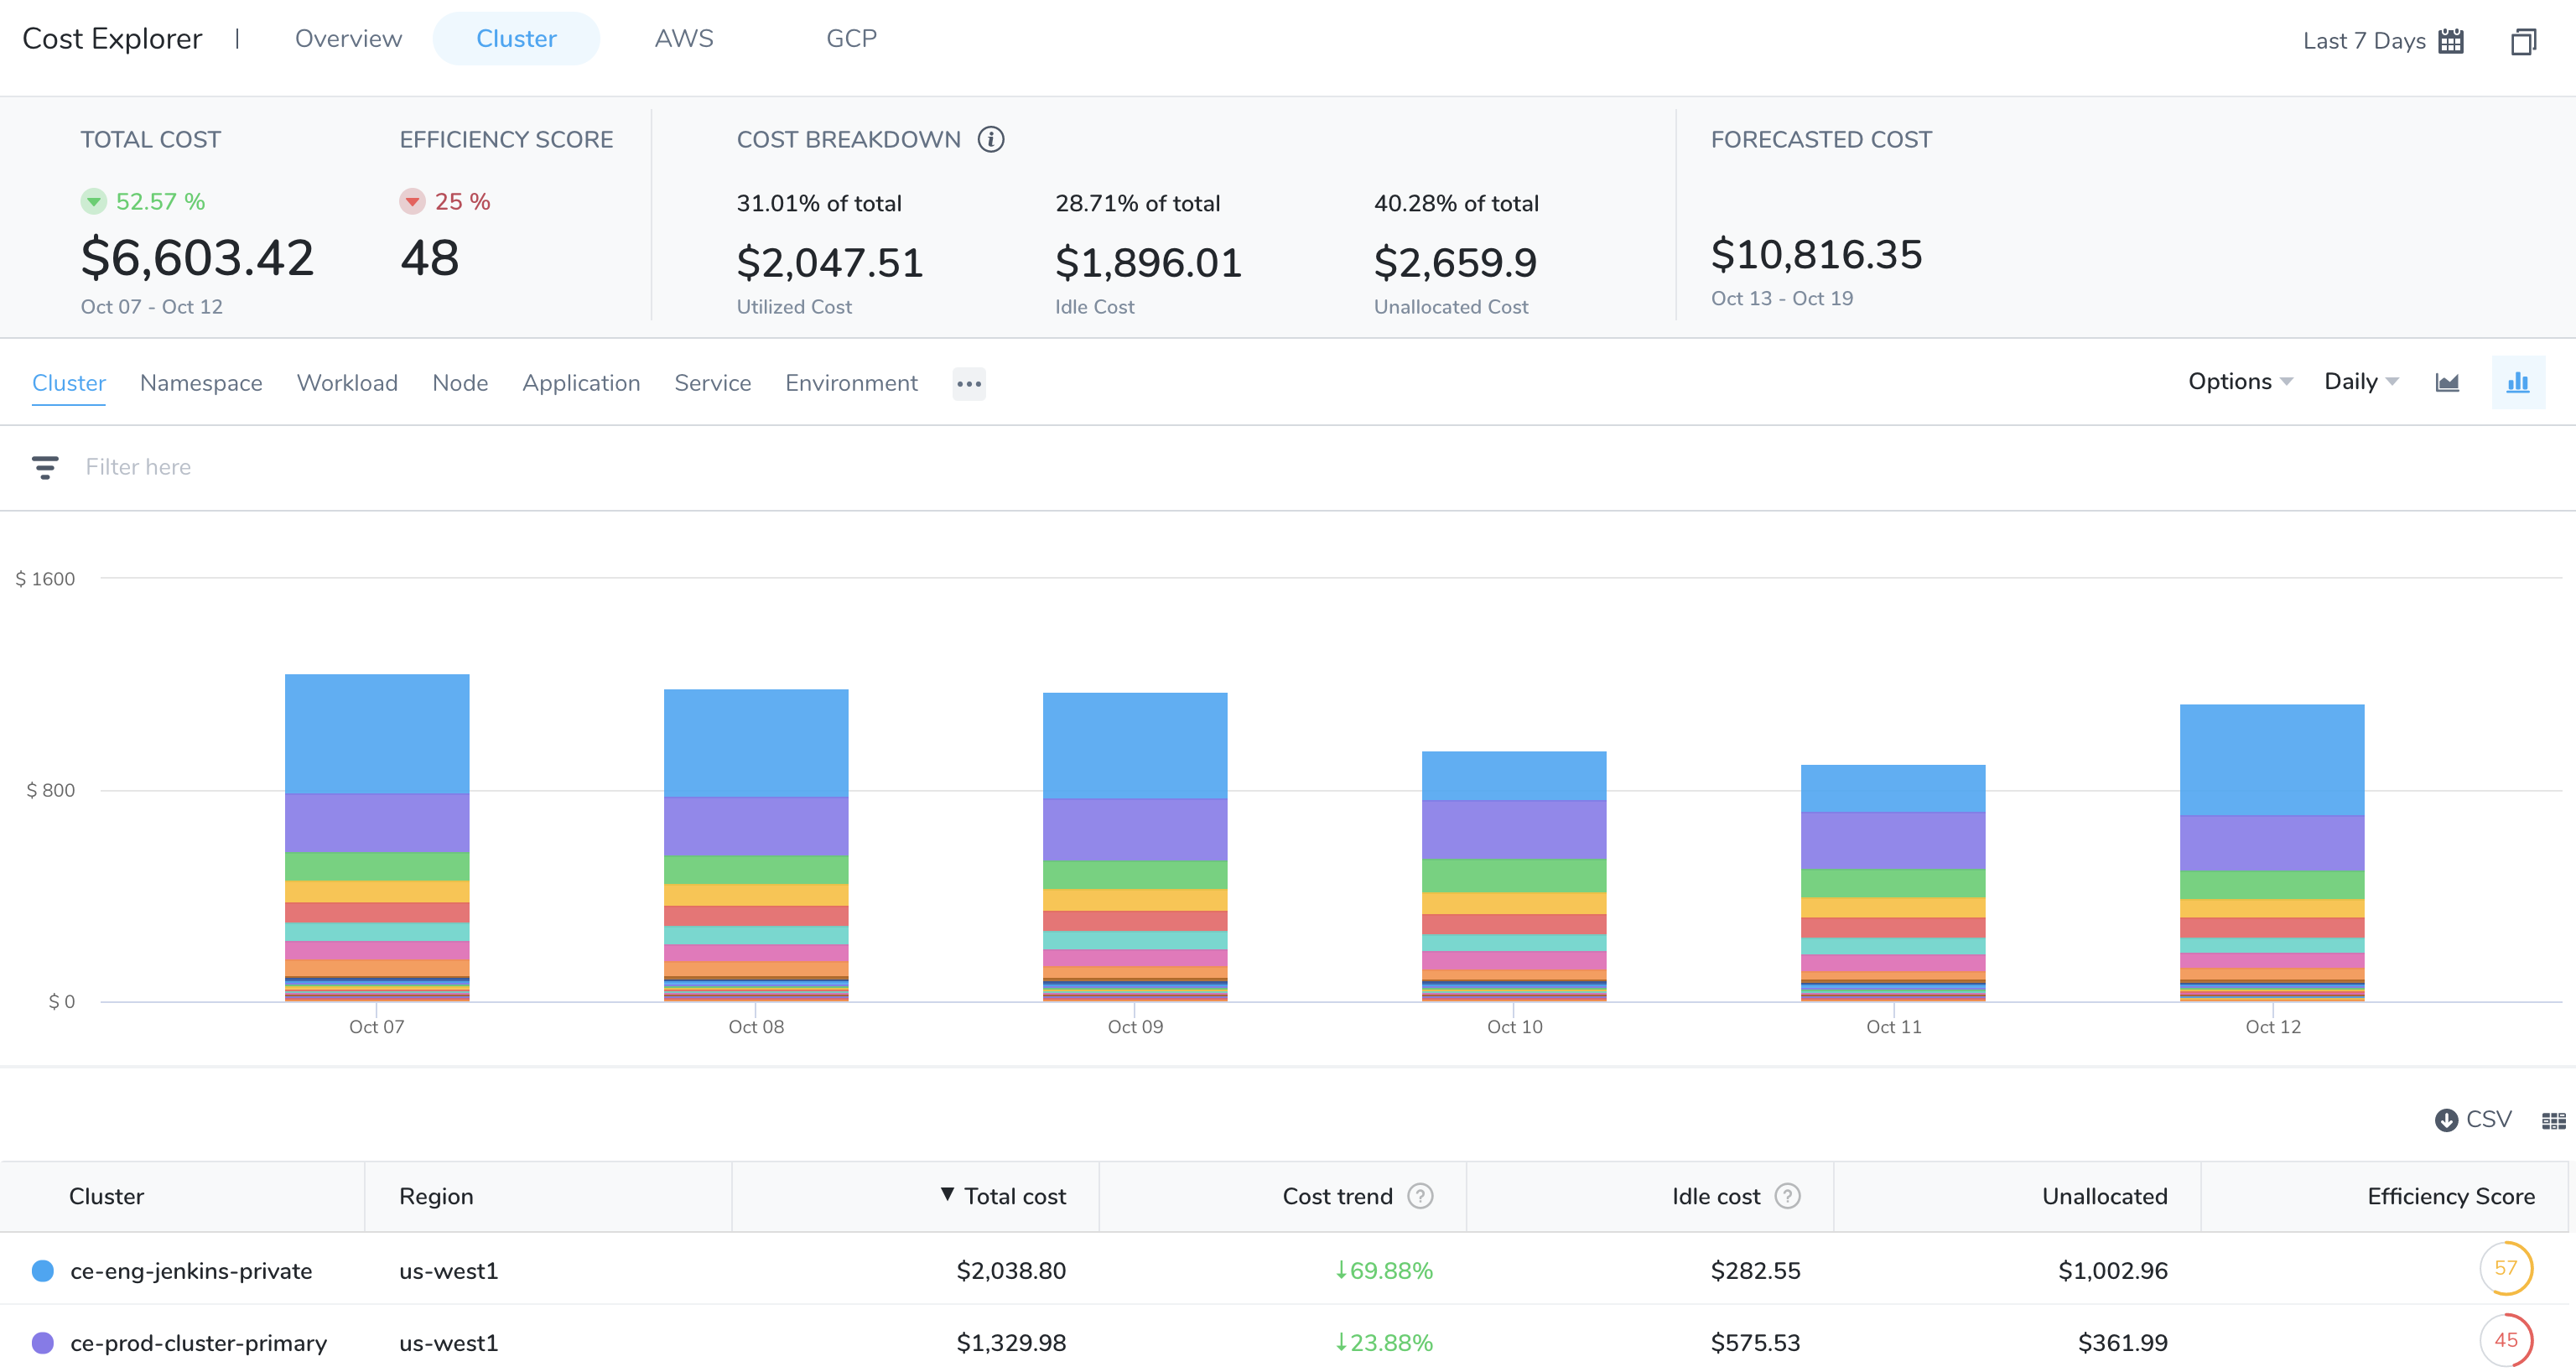 Cost Explorer | Overview Cluster AWS GCP Last 7 Days
TOTAL COST EFFICIENCY SCORE COST BREAKDOWN i FORECASTED COST
52.57 % 25 % 31.01% of total 28.71% of total 40.28% of total
$6,603.42 48 $2,047.51 $1,896.01 $2,659.9 $10,816.35
Oct 07 - Oct 12 Utilized Cost Idle Cost Unallocated Cost Oct 13 - Oct 19
Cluster Namespace Workload Node Application Service Environment ••• Options Daily
Filter here
$ 1600
$ 800
$ 0
Oct 07 Oct 08 Oct 09 Oct 10 Oct 11 Oct 12
CSV
Cluster Region ▼ Total cost Cost trend ? Idle cost ? Unallocated Efficiency Score
ce-eng-jenkins-private us-west1 $2,038.80 ↓69.88% $282.55 $1,002.96 57
ce-prod-cluster-primary us-west1 $1,329.98 ↓23.88% $575.53 $361.99 45